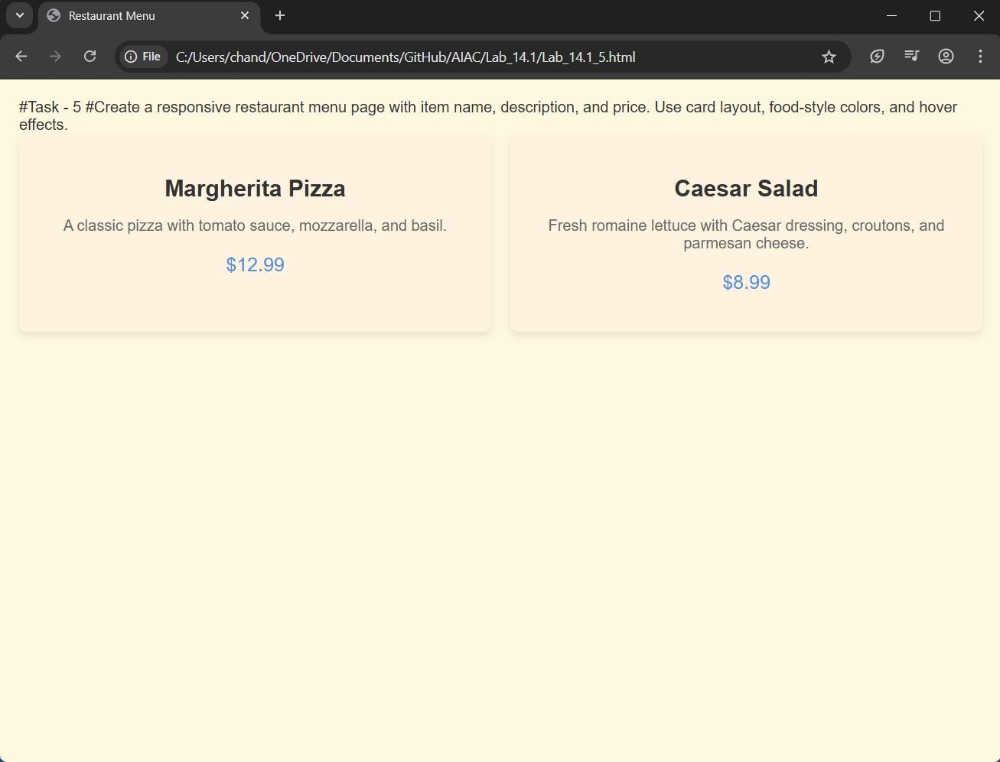 Restaurant Menu
File
C:/Users/chand/OneDrive/Documents/GitHub/AIAC/Lab_14.1/Lab_14.1_5.html
#Task - 5 #Create a responsive restaurant menu page with item name, description, and price. Use card layout, food-style colors, and hover
effects.
Margherita Pizza
A classic pizza with tomato sauce, mozzarella, and basil.
$12.99
Caesar Salad
Fresh romaine lettuce with Caesar dressing, croutons, and
parmesan cheese.
$8.99